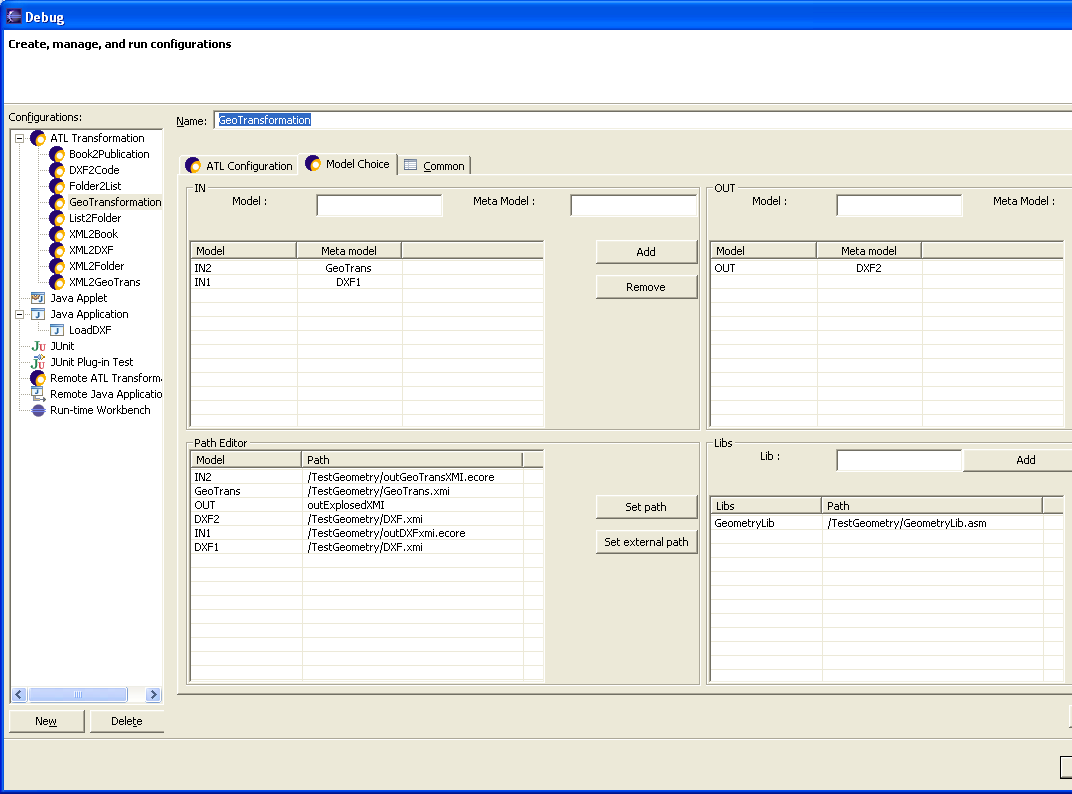 Debug
Create, manage, and run configurations
Configurations:
ATL Transformation
Book2Publication
DXF2Code
Folder2List
GeoTransformation
List2Folder
XML2Book
XML2DXF
XML2Folder
XML2GeoTrans
Java Applet
Java Application
LoadDXF
JUnit
JUnit Plug-in Test
Remote ATL Transform
Remote Java Applicatio
Run-time Workbench
New
Delete
Name: GeoTransformation
ATL Configuration Model Choice Common
IN
Model : Meta Model :
Model Meta model
IN2 GeoTrans
IN1 DXF1
Add
Remove
OUT
Model : Meta Model :
Model Meta model
OUT DXF2
Path Editor
Model Path
IN2 /TestGeometry/outGeoTransXMI.ecore
GeoTrans /TestGeometry/GeoTrans.xmi
OUT outExplosedXMI
DXF2 /TestGeometry/DXF.xmi
IN1 /TestGeometry/outDXFxmi.ecore
DXF1 /TestGeometry/DXF.xmi
Set path
Set external path
Libs
Lib : Add
Libs Path
GeometryLib /TestGeometry/GeometryLib.asm